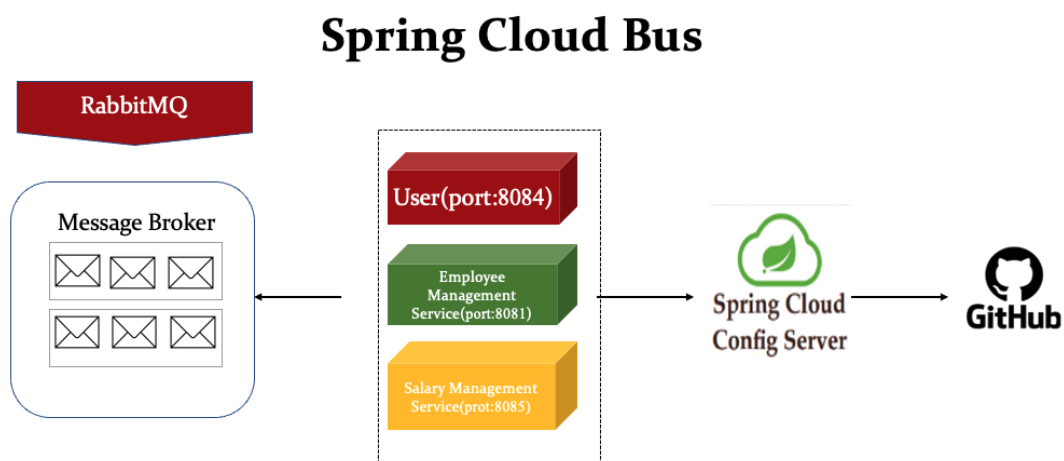 Spring Cloud Bus
RabbitMQ
Message Broker
User(port:8084)
Employee
Management
Service(port:8081)
Salary Management
Service(prot:8085)
Spring Cloud
Config Server
GitHub